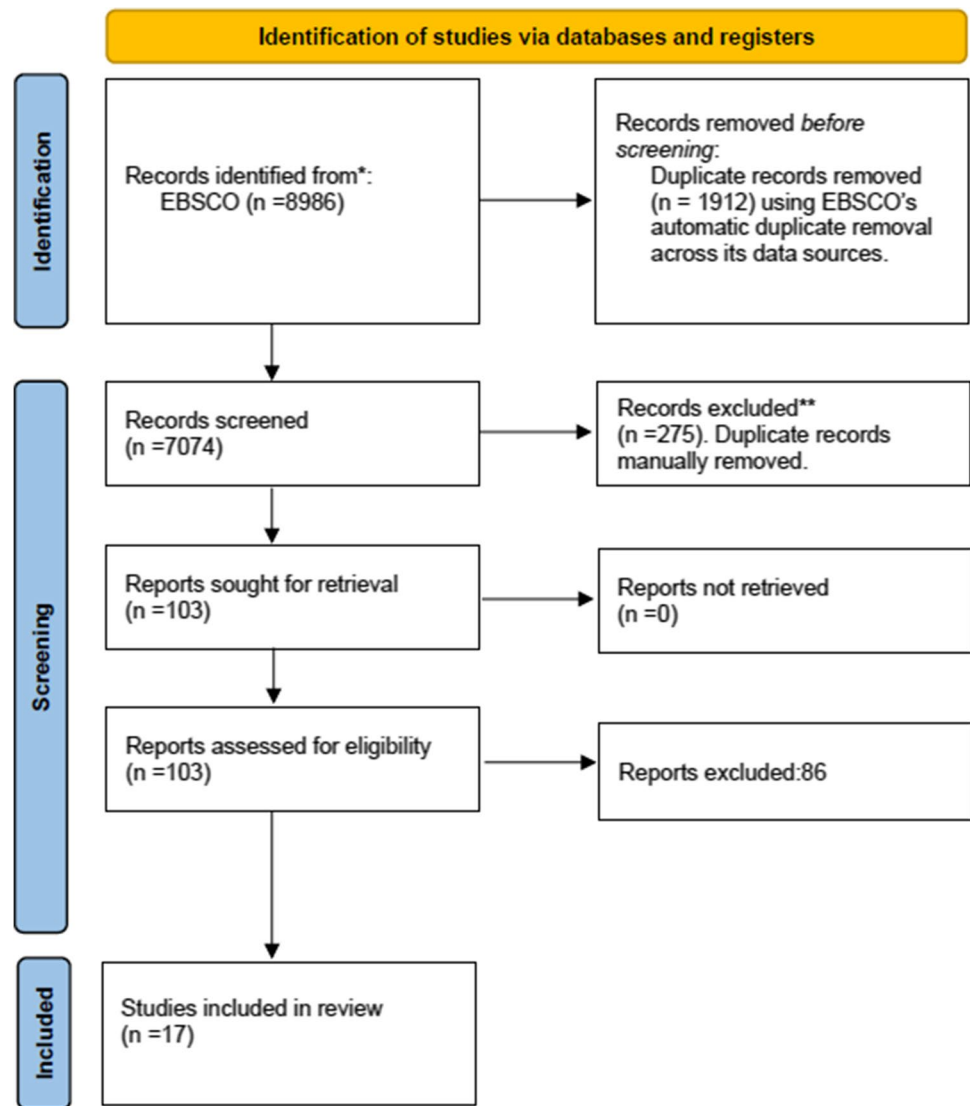 Identification of studies via databases and registers
Identification
Records identified from*:
EBSCO (n =8986)
Records removed before
screening:
Duplicate records removed
(n = 1912) using EBSCO's
automatic duplicate removal
across its data sources.
Screening
Records screened
(n =7074)
Records excluded**
(n =275). Duplicate records
manually removed.
Reports sought for retrieval
(n =103)
Reports not retrieved
(n =0)
Reports assessed for eligibility
(n =103)
Reports excluded:86
Included
Studies included in review
(n =17)